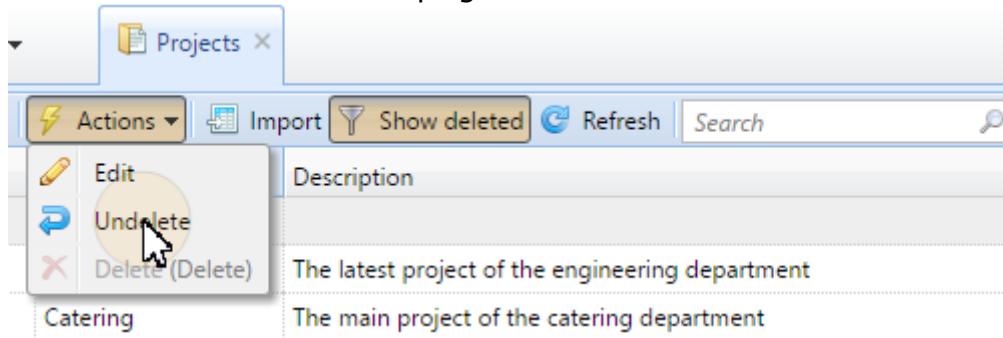 Projects
Actions Import Show deleted Refresh Search
Edit Description
Undelete
Delete (Delete) The latest project of the engineering department
Catering The main project of the catering department